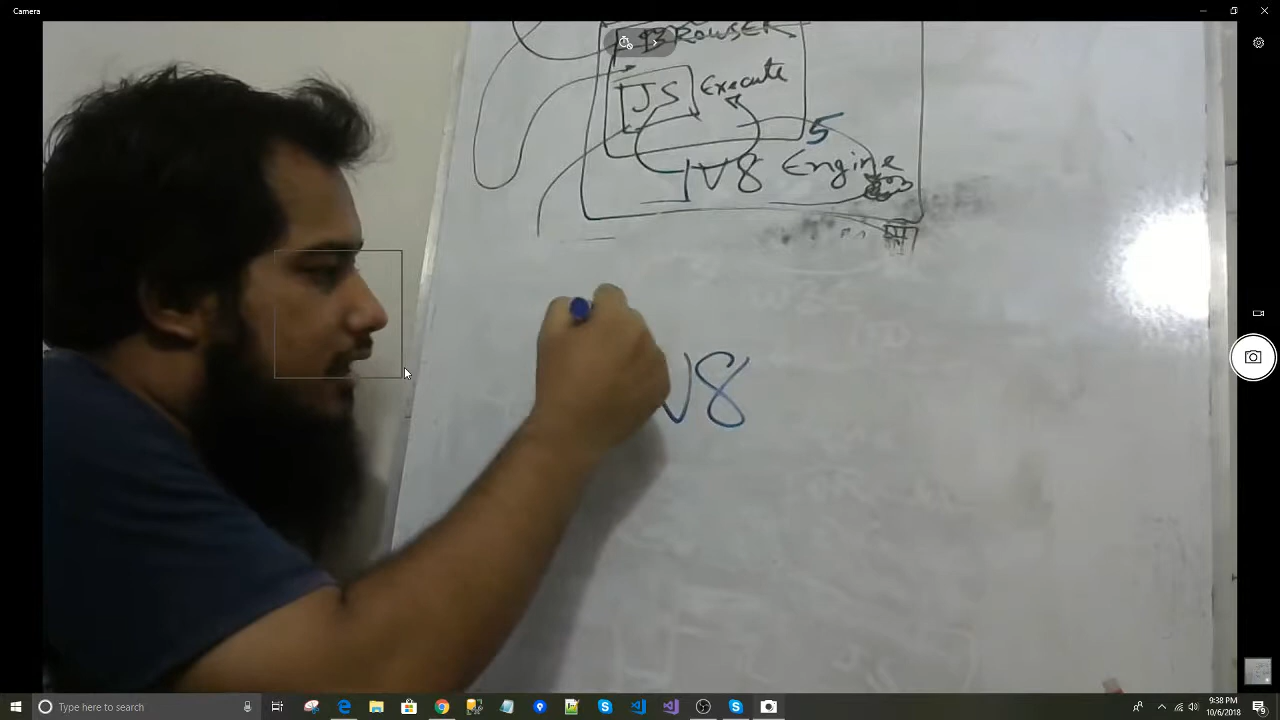 Camera
BROWSER
JS Execute
5
V8 Engine
V8
Type here to search
9:38 PM
10/6/2018